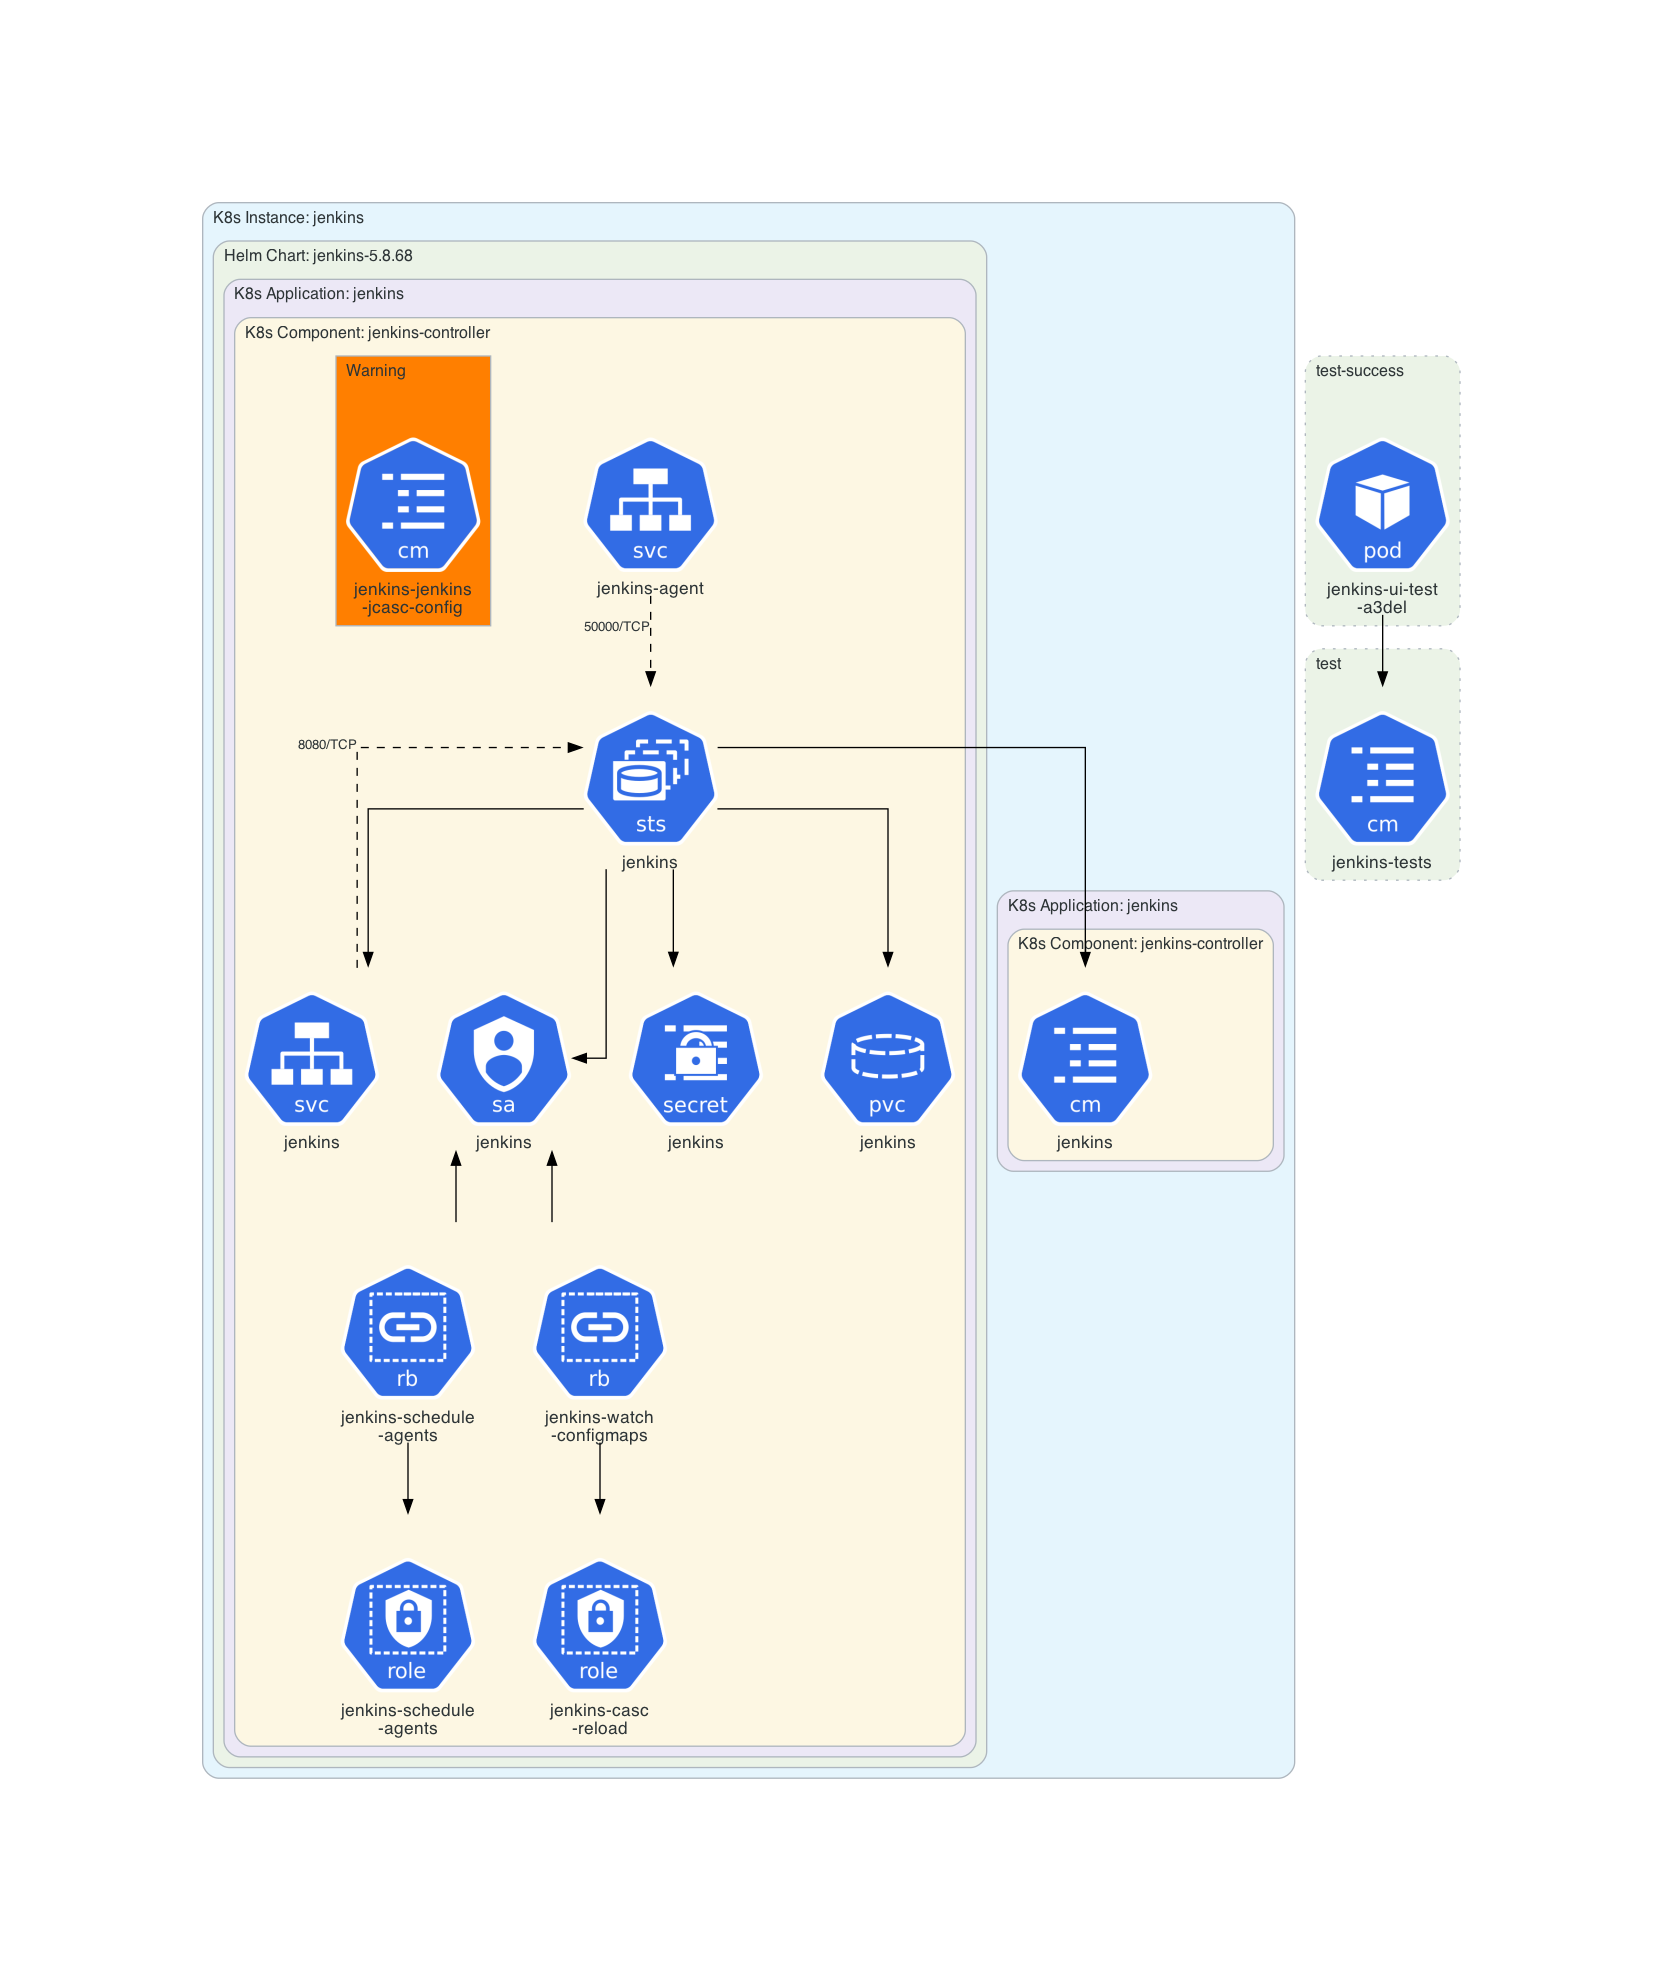 K8s Instance: jenkins
Helm Chart: jenkins-5.8.68
K8s Application: jenkins
K8s Component: jenkins-controller
Warning
cm
jenkins-jenkins
-jcasc-config
svc
jenkins-agent
50000/TCP
test-success
pod
jenkins-ui-test
-a3del
test
cm
jenkins-tests
8080/TCP
sts
jenkins
K8s Application: jenkins
K8s Component: jenkins-controller
svc
jenkins
sa
jenkins
secret
jenkins
pvc
jenkins
cm
jenkins
rb
jenkins-schedule
-agents
rb
jenkins-watch
-configmaps
role
jenkins-schedule
-agents
role
jenkins-casc
-reload